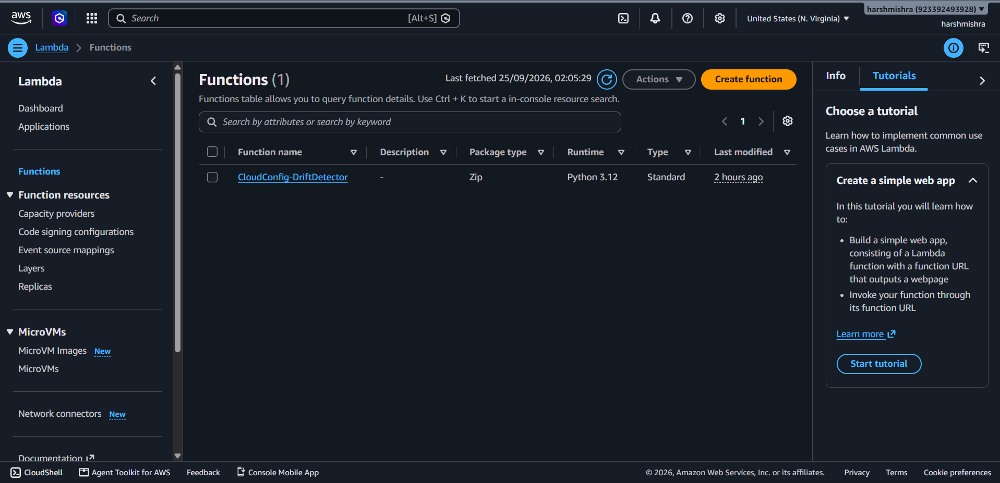 aws
Search
[Alt+S]
United States (N. Virginia)
harshmishra (923392493928)
harshmishra
Lambda
Functions
Lambda
Dashboard
Applications
Functions
Function resources
Capacity providers
Code signing configurations
Event source mappings
Layers
Replicas
MicroVMs
MicroVM Images New
MicroVMs
Network connectors New
Documentation
Functions (1)
Last fetched 25/09/2026, 02:05:29
Actions
Create function
Functions table allows you to query function details. Use Ctrl + K to start a in-console resource search.
Search by attributes or search by keyword
1
Function name Description Package type Runtime Type Last modified
CloudConfig-DriftDetector - Zip Python 3.12 Standard 2 hours ago
Info
Tutorials
Choose a tutorial
Learn how to implement common use
cases in AWS Lambda.
Create a simple web app
In this tutorial you will learn how
to:
• Build a simple web app,
consisting of a Lambda
function with a function URL
that outputs a webpage
• Invoke your function through
its function URL
Learn more
Start tutorial
CloudShell
Agent Toolkit for AWS
Feedback
Console Mobile App
© 2026, Amazon Web Services, Inc. or its affiliates.
Privacy
Terms
Cookie preferences